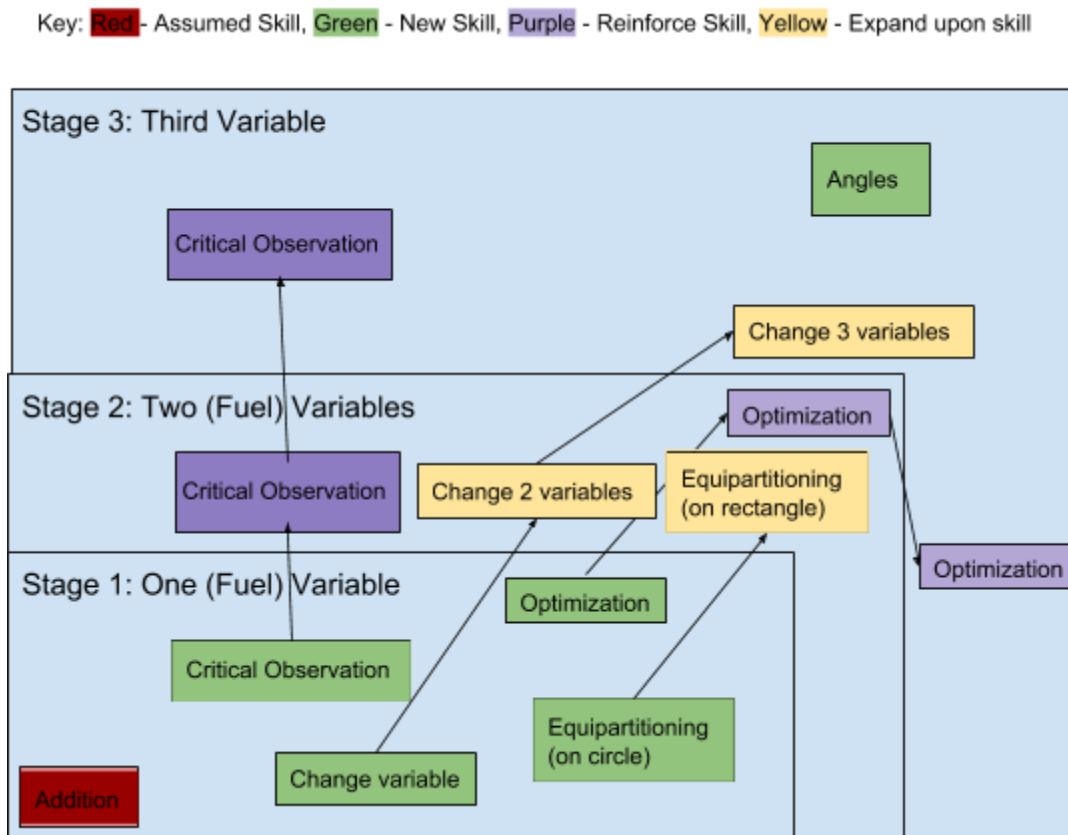 Key: Red - Assumed Skill, Green - New Skill, Purple - Reinforce Skill, Yellow - Expand upon skill
Stage 3: Third Variable
Angles
Critical Observation
Change 3 variables
Stage 2: Two (Fuel) Variables
Optimization
Critical Observation
Change 2 variables
Equipartitioning
(on rectangle)
Optimization
Stage 1: One (Fuel) Variable
Optimization
Critical Observation
Equipartitioning
(on circle)
Change variable
Addition